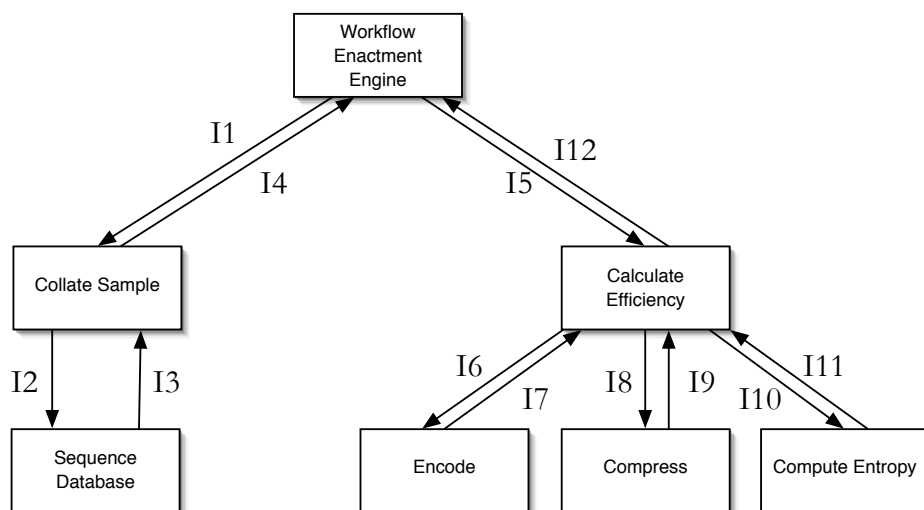 Workflow
Enactment
Engine
I1
I4
I12
I5
Collate Sample
Calculate
Efficiency
I2
I3
I6
I7
I8
I9
I11
I10
Sequence
Database
Encode
Compress
Compute Entropy